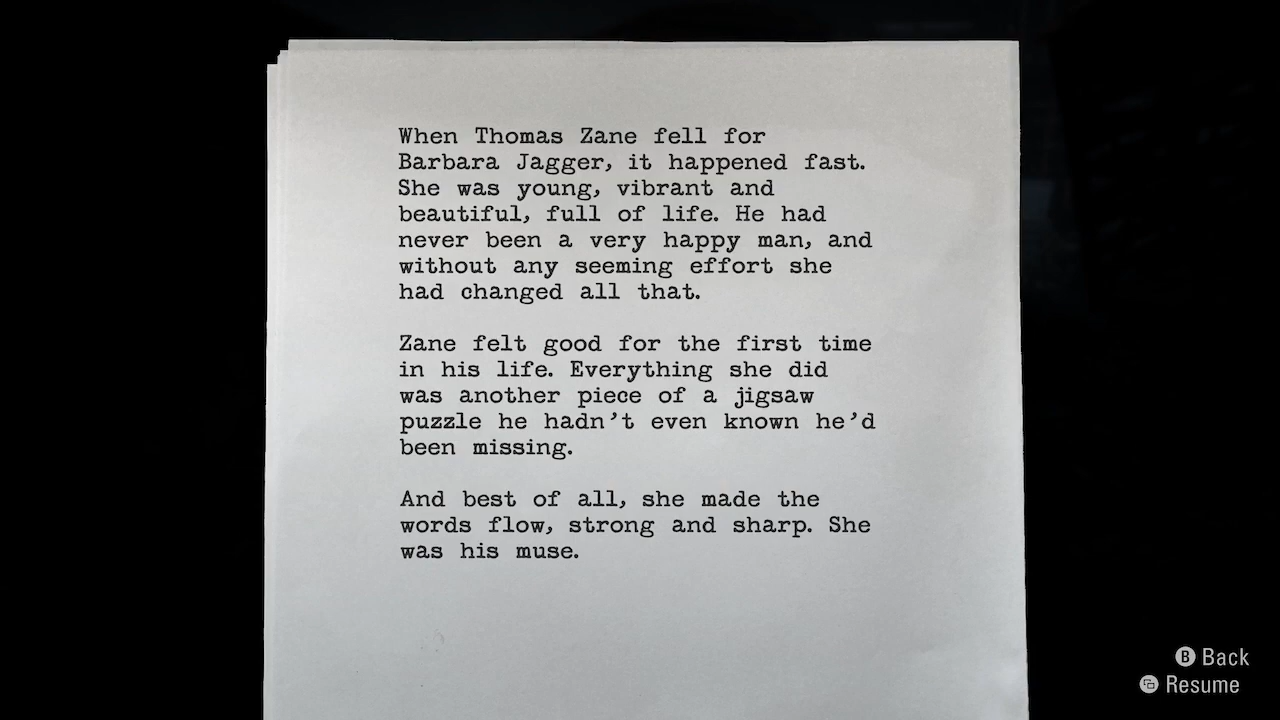 When Thomas Zane fell for
Barbara Jagger, it happened fast.
She was young, vibrant and
beautiful, full of life. He had
never been a very happy man, and
without any seeming effort she
had changed all that.
Zane felt good for the first time
in his life. Everything she did
was another piece of a jigsaw
puzzle he hadn’t even known he’d
been missing.
And best of all, she made the
words flow, strong and sharp. She
was his muse.
B Back
Resume